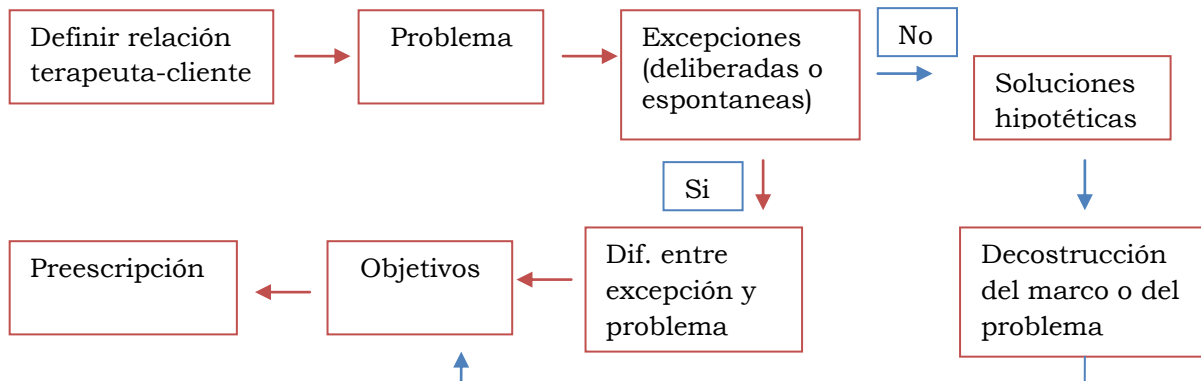 Definir relación
terapeuta-cliente
Problema
Excepciones
(deliberadas o
espontaneas)
No
Soluciones
hipotéticas
Si
Preescripción
Objetivos
Dif. entre
excepción y
problema
Decostrucción
del marco o del
problema